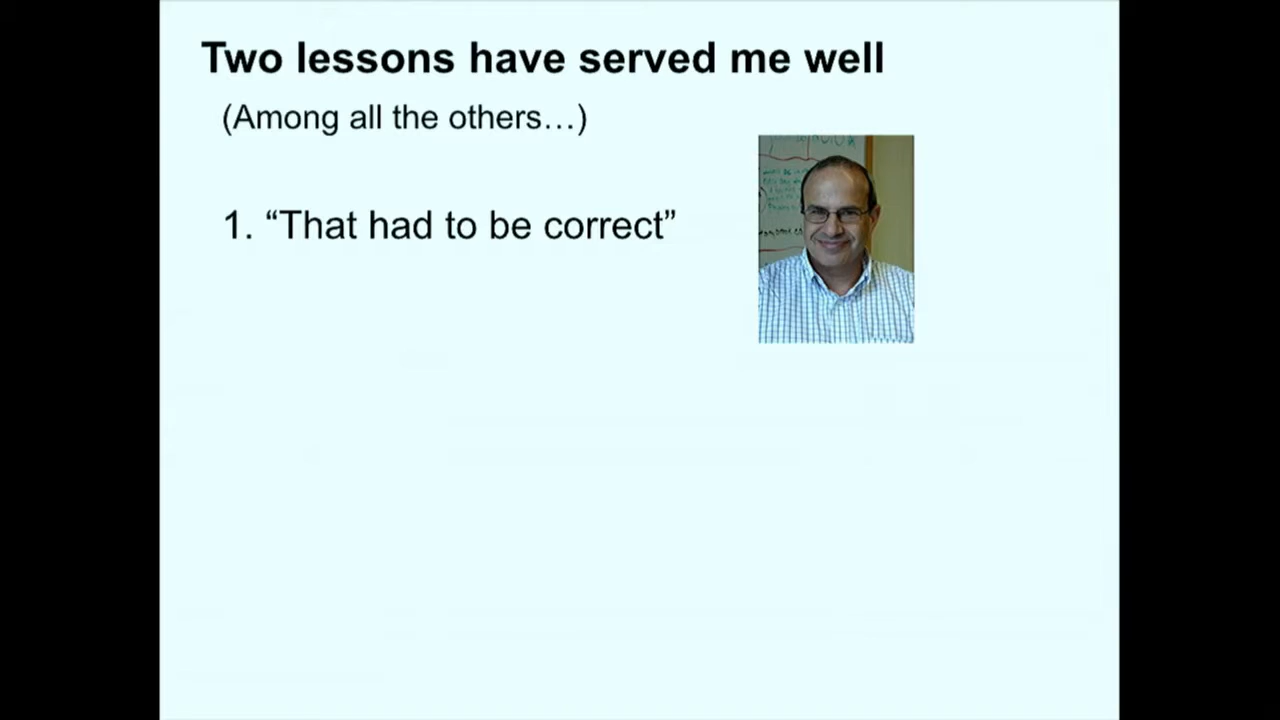 Two lessons have served me well
(Among all the others…)
1. “That had to be correct”